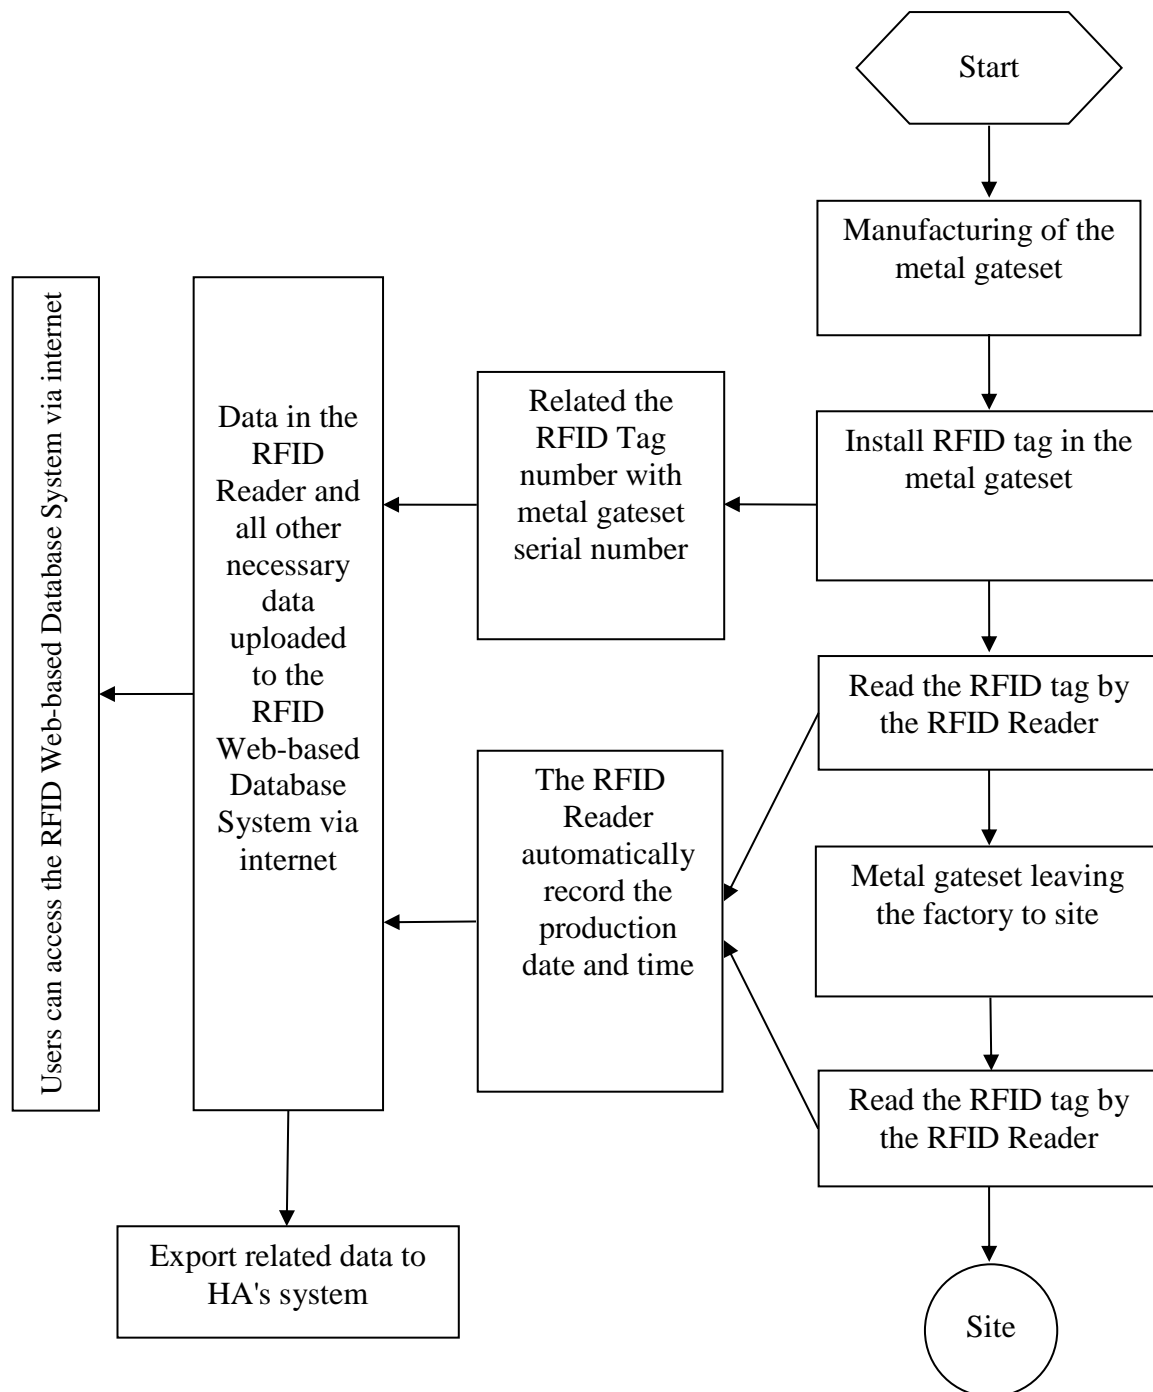 Start
Manufacturing of the
metal gateset
Install RFID tag in the
metal gateset
Related the
RFID Tag
number with
metal gateset
serial number
Data in the
RFID
Reader and
all other
necessary
data
uploaded
to the
RFID
Web-based
Database
System via
internet
Users can access the RFID Web-based Database System via internet
Read the RFID tag by
the RFID Reader
The RFID
Reader
automatically
record the
production
date and time
Metal gateset leaving
the factory to site
Read the RFID tag by
the RFID Reader
Export related data to
HA's system
Site